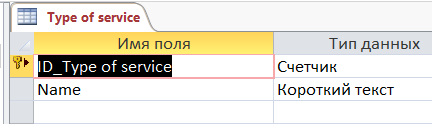 Type of service
Имя поля Тип данных
ID_Type of service Счетчик
Name Короткий текст